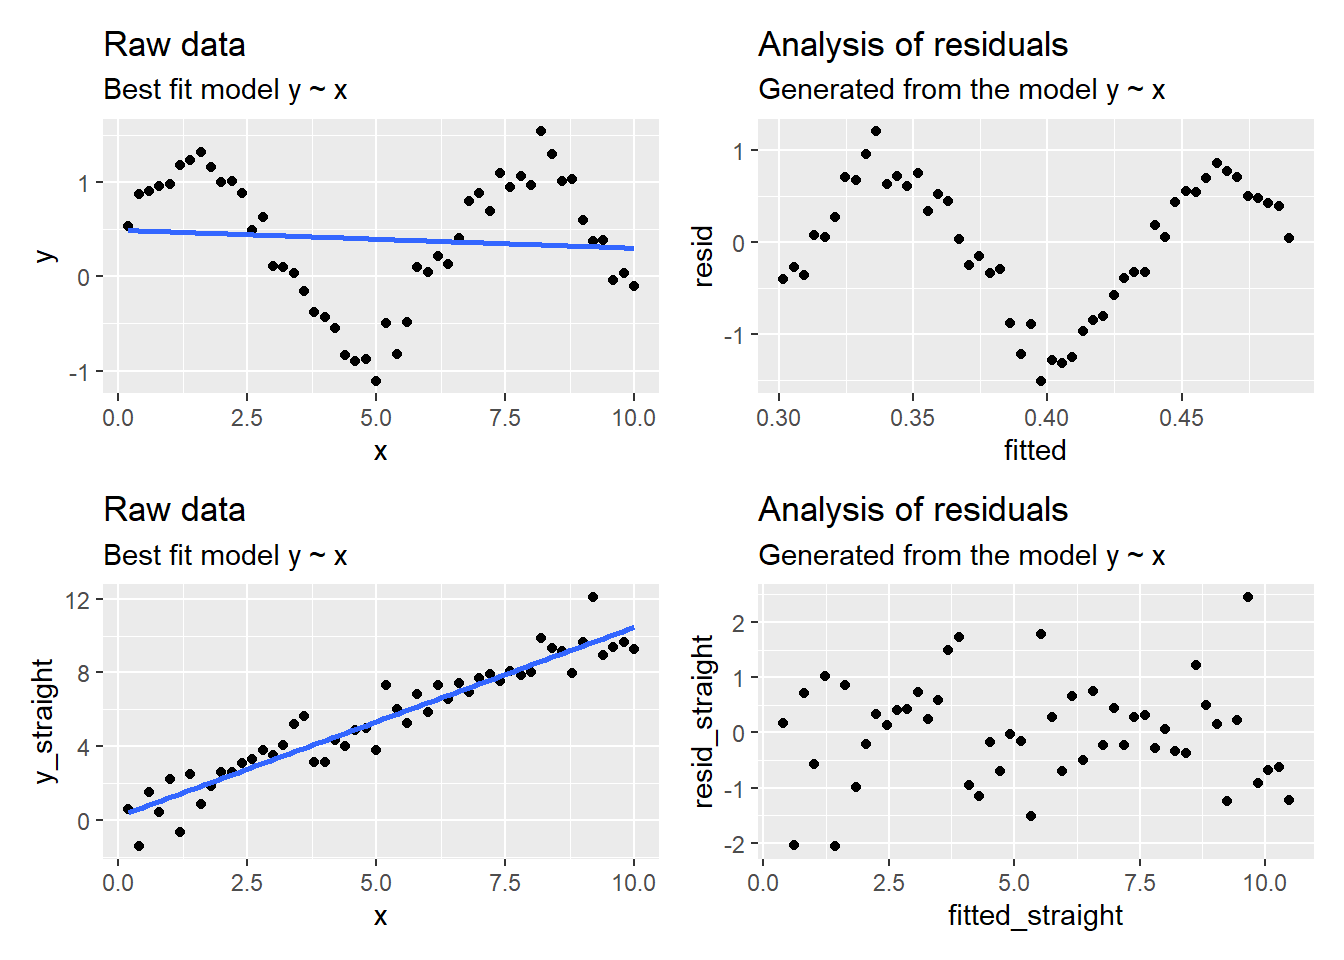 Raw data
Best fit model y ~ x
y
1
0
-1
0.0 2.5 5.0 7.5 10.0
x
Analysis of residuals
Generated from the model y ~ x
resid
1
0
-1
0.30 0.35 0.40 0.45
fitted
Raw data
Best fit model y ~ x
y_straight
12
8
4
0
0.0 2.5 5.0 7.5 10.0
x
Analysis of residuals
Generated from the model y ~ x
resid_straight
2
1
0
-1
-2
0.0 2.5 5.0 7.5 10.0
fitted_straight